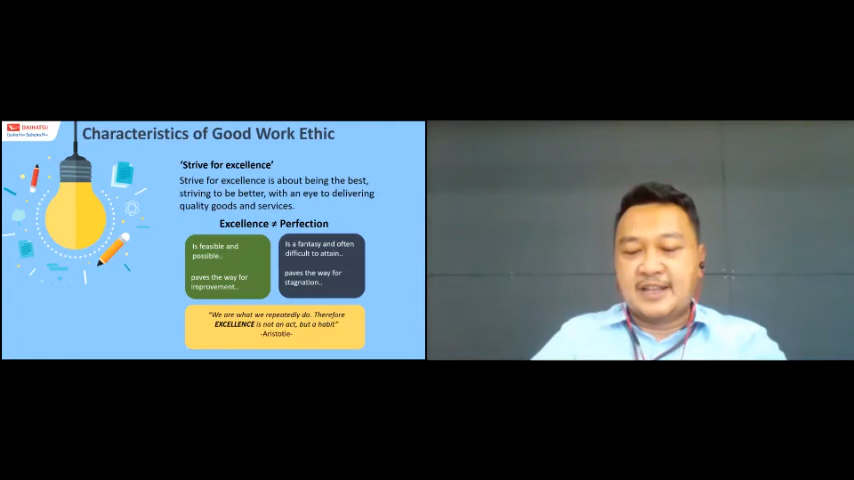 DAIHATSU
Characteristics of Good Work Ethic
‘Strive for excellence’
Strive for excellence is about being the best,
striving to be better, with an eye to delivering
quality goods and services.
Excellence ≠ Perfection
Is feasible and
possible..
paves the way for
improvement..
Is a fantasy and often
difficult to attain..
paves the way for
stagnation..
"We are what we repeatedly do. Therefore
EXCELLENCE is not an act, but a habit"
-Aristotle-